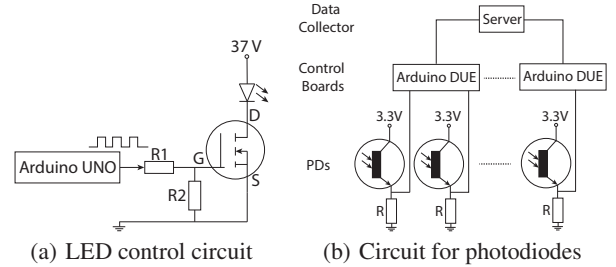 37 V
D
Arduino UNO
R1
G
R2
S
(a) LED control circuit
Data
Collector
Server
Control
Boards
Arduino DUE
Arduino DUE
3.3V
3.3V
3.3V
PDs
R
R
R
(b) Circuit for photodiodes